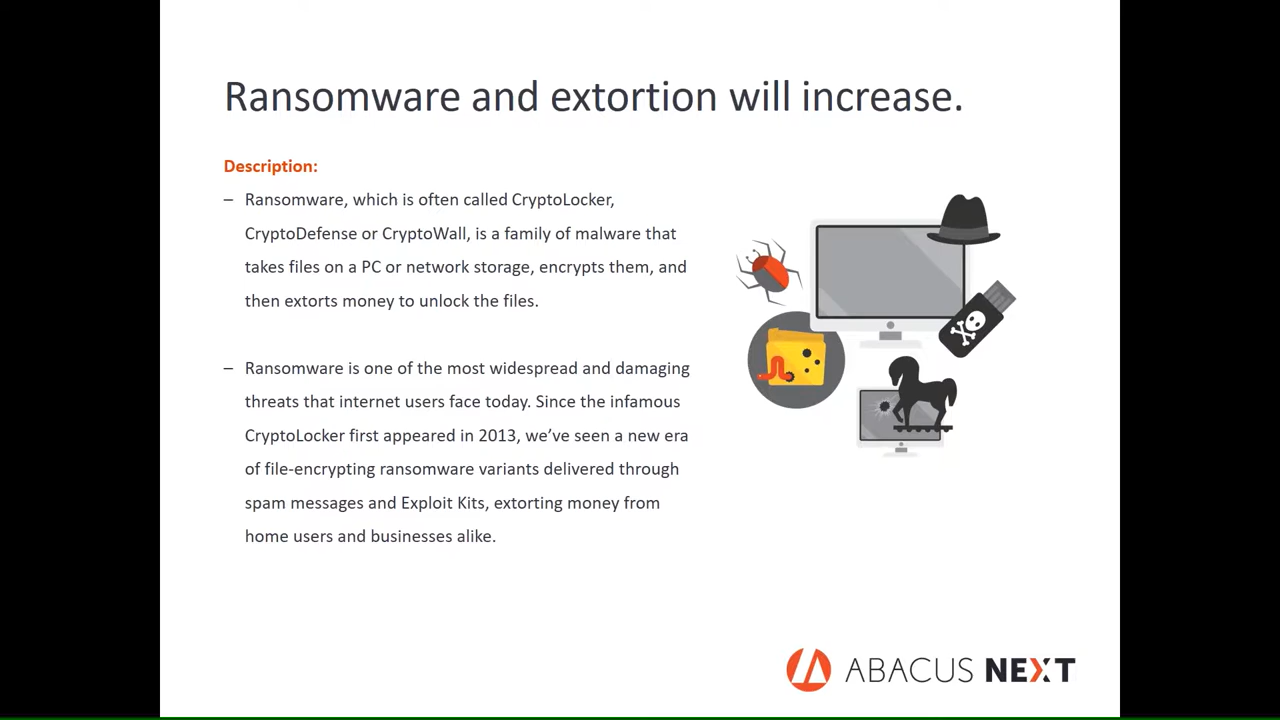 Ransomware and extortion will increase.
Description:
– Ransomware, which is often called CryptoLocker,
CryptoDefense or CryptoWall, is a family of malware that
takes files on a PC or network storage, encrypts them, and
then extorts money to unlock the files.
– Ransomware is one of the most widespread and damaging
threats that internet users face today. Since the infamous
CryptoLocker first appeared in 2013, we’ve seen a new era
of file-encrypting ransomware variants delivered through
spam messages and Exploit Kits, extorting money from
home users and businesses alike.
ABACUS NEXT